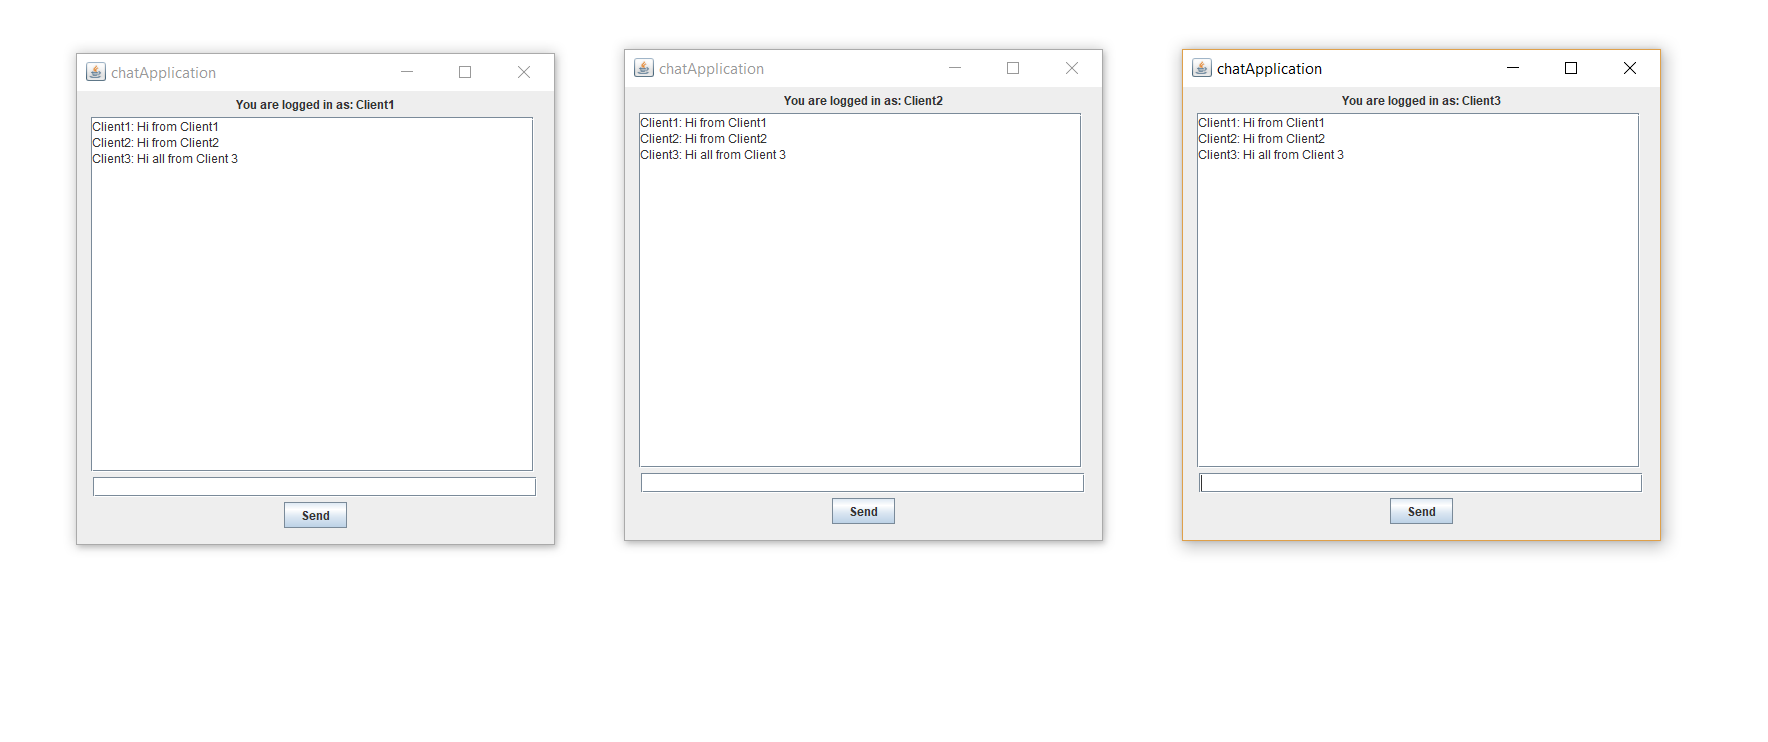 chatApplication
You are logged in as: Client1
Client1: Hi from Client1
Client2: Hi from Client2
Client3: Hi all from Client 3
Send
chatApplication
You are logged in as: Client2
Client1: Hi from Client1
Client2: Hi from Client2
Client3: Hi all from Client 3
Send
chatApplication
You are logged in as: Client3
Client1: Hi from Client1
Client2: Hi from Client2
Client3: Hi all from Client 3
Send